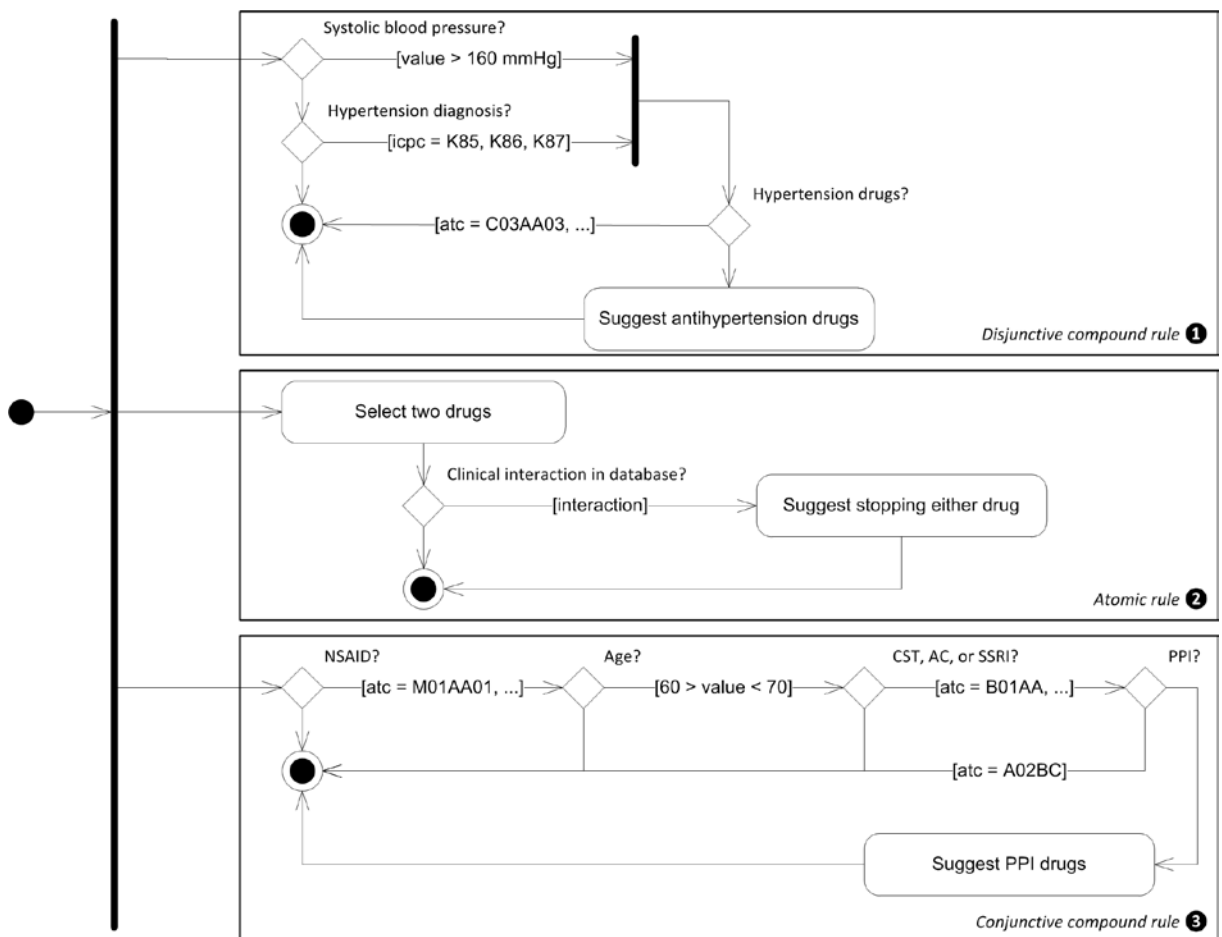 Systolic blood pressure?
[value > 160 mmHg]
Hypertension diagnosis?
[icpc = K85, K86, K87]
Hypertension drugs?
[atc = C03AA03, ...]
Suggest antihypertension drugs
Disjunctive compound rule 1
Select two drugs
Clinical interaction in database?
[interaction]
Suggest stopping either drug
Atomic rule 2
NSAID?
Age?
CST, AC, or SSRI?
PPI?
[atc = M01AA01, ...]
[60 > value < 70]
[atc = B01AA, ...]
[atc = A02BC]
Suggest PPI drugs
Conjunctive compound rule 3